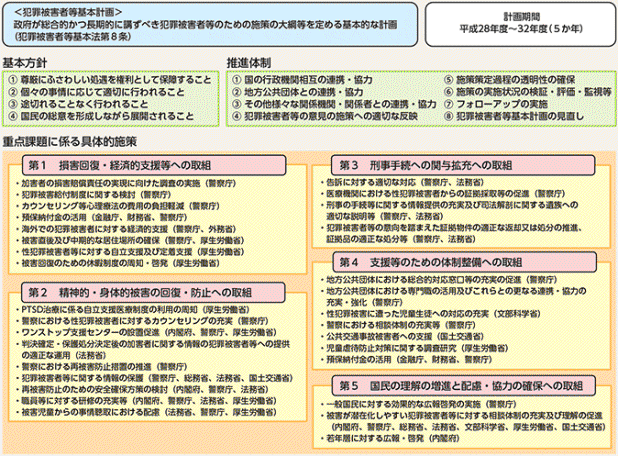 ＜犯罪被害者等基本計画＞
政府が総合的かつ長期的に講ずべき犯罪被害者等のための施策の大綱等を定める基本的な計画
（犯罪被害者等基本法第８条）
計画期間
平成28年度～32年度（５か年）
基本方針
① 尊厳にふさわしい処遇を権利として保障すること
② 個々の事情に応じて適切に行われること
③ 途切れることなく行われること
④ 国民の総意を形成しながら展開されること
推進体制
① 国の行政機関相互の連携・協力
② 地方公共団体との連携・協力
③ その他様々な関係機関・関係者との連携・協力
④ 犯罪被害者等の意見の施策への適切な反映
⑤ 施策策定過程の透明性の確保
⑥ 施策の実施状況の検証・評価・監視等
⑦ フォローアップの実施
⑧ 犯罪被害者等基本計画の見直し
重点課題に係る具体的施策
第１　損害回復・経済的支援等への取組
・加害者の損害賠償責任の実現に向けた調査の実施（警察庁）
・犯罪被害給付制度に関する検討（警察庁）
・カウンセリング等心理療法の費用の負担軽減（警察庁）
・預保納付金の活用（金融庁、財務省、警察庁）
・海外での犯罪被害者に対する経済的支援（警察庁、外務省）
・被害直後及び中期的な居住場所の確保（警察庁、厚生労働省）
・性犯罪被害者等に対する自立支援及び定着支援（厚生労働省）
・被害回復のための休暇制度の周知・啓発（厚生労働省）
第２　精神的・身体的被害の回復・防止への取組
・PTSD治療に係る自立支援医療制度の利用の周知（厚生労働省）
・警察における性犯罪被害者に対するカウンセリングの充実（警察庁）
・ワンストップ支援センターの設置促進（内閣府、警察庁、厚生労働省）
・判決確定・保護処分決定後の加害者に関する情報の犯罪被害者等への提供
の適正な運用（法務省）
・警察における再被害防止措置の推進（警察庁）
・犯罪被害者等に関する情報の保護（警察庁、総務省、法務省、国土交通省）
・再被害防止のための安全確保方策の検討（内閣府、警察庁、法務省）
・職員等に対する研修の充実等（内閣府、警察庁、法務省、厚生労働省）
・被害児童からの事情聴取における配慮（法務省、警察庁、厚生労働省）
第３　刑事手続への関与拡充への取組
・告訴に対する適切な対応（警察庁、法務省）
・医療機関における性犯罪被害者からの証拠採取等の促進（警察庁）
・刑事の手続等に関する情報提供の充実及び司法解剖に関する遺族への
適切な説明等（警察庁、法務省）
・犯罪被害者等の意向を踏まえた証拠物件の適正な返却又は処分の推進、
証拠品の適正な処分等（警察庁、法務省）
第４　支援等のための体制整備への取組
・地方公共団体における総合的対応窓口等の充実の促進（警察庁）
・地方公共団体における専門職の活用及びこれらとの更なる連携・協力の
充実・強化（警察庁）
・性犯罪被害に遭った児童生徒への対応の充実（文部科学省）
・警察における相談体制の充実等（警察庁）
・公共交通事故被害者への支援（国土交通省）
・児童虐待防止対策に関する調査研究（厚生労働省）
・預保納付金の活用（金融庁、財務省、警察庁）
第５　国民の理解の増進と配慮・協力の確保への取組
・一般国民に対する効果的な広報啓発の実施（警察庁）
・被害が潜在化しやすい犯罪被害者等に対する相談体制の充実及び理解の促進
（内閣府、警察庁、総務省、法務省、文部科学省、厚生労働省、国土交通省）
・若年層に対する広報・啓発（内閣府）